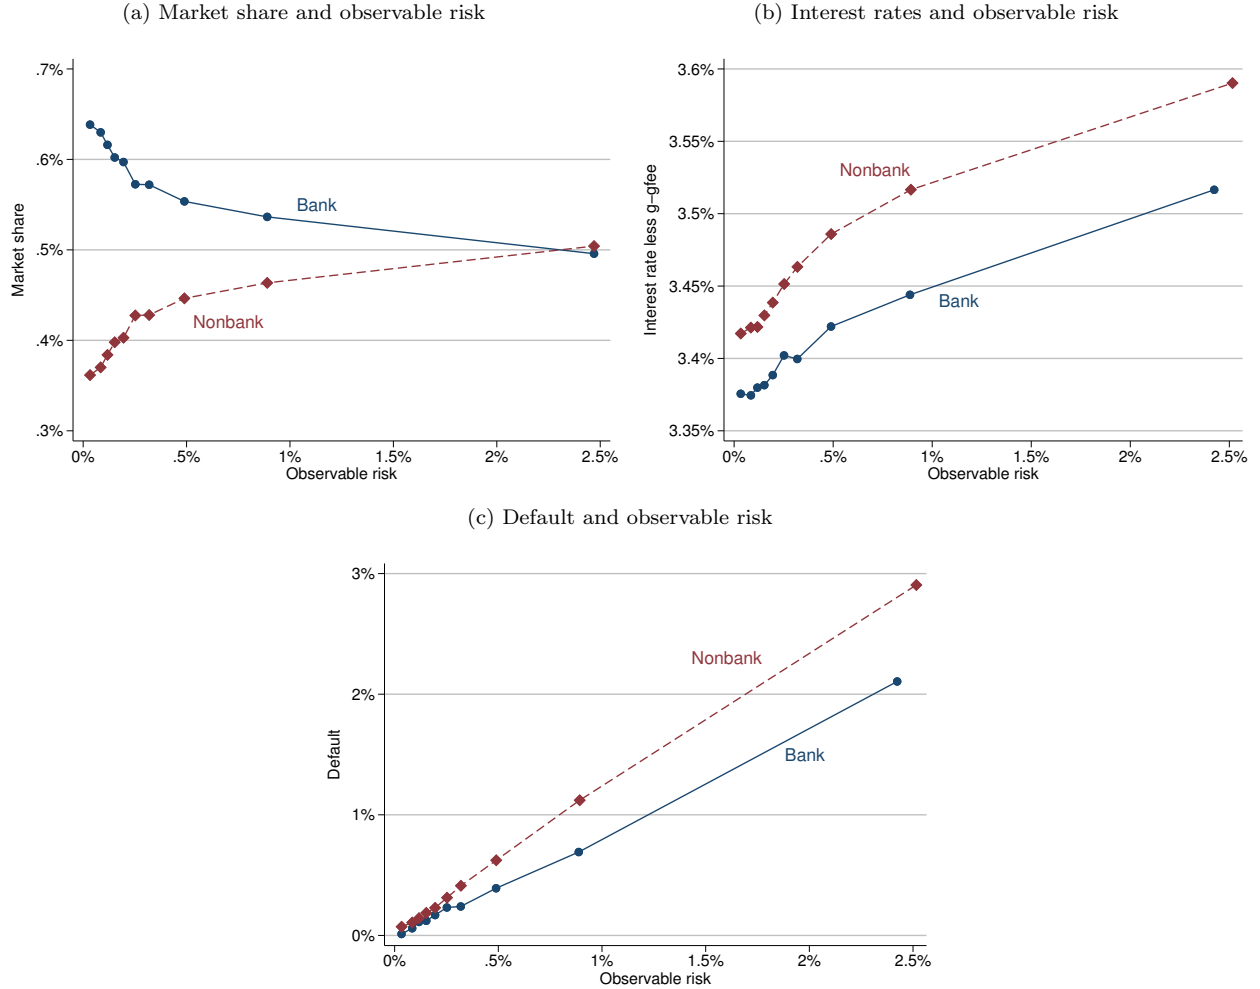 (a) Market share and observable risk
.7%
.6%
.5%
.4%
.3%
Market share
Bank
Nonbank
0% .5% 1% 1.5% 2% 2.5%
Observable risk
(b) Interest rates and observable risk
3.6%
3.55%
3.5%
3.45%
3.4%
3.35%
Interest rate less g−gfee
Nonbank
Bank
0% .5% 1% 1.5% 2% 2.5%
Observable risk
(c) Default and observable risk
3%
2%
1%
0%
Default
Nonbank
Bank
0% .5% 1% 1.5% 2% 2.5%
Observable risk